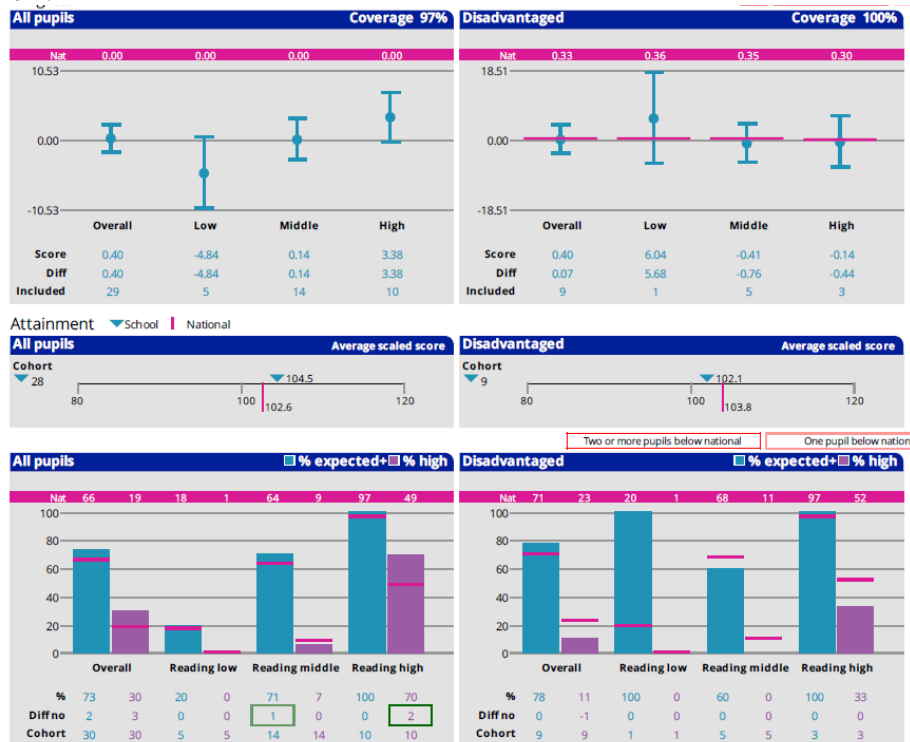 All pupils Coverage 97%
Nat 0.00 0.00 0.00 0.00
10.53
0.00
-10.53
Overall Low Middle High
Score 0.40 -4.84 0.14 3.38
Diff 0.40 -4.84 0.14 3.38
Included 29 5 14 10
Disadvantaged Coverage 100%
Nat 0.33 0.36 0.35 0.30
18.51
0.00
-18.51
Overall Low Middle High
Score 0.40 6.04 -0.41 -0.14
Diff 0.07 5.68 -0.76 -0.44
Included 9 1 5 3
Attainment School National
All pupils Average scaled score
Cohort
28
104.5
80 100 120
102.6
Disadvantaged Average scaled score
Cohort
9
102.1
80 100 120
103.8
Two or more pupils below national One pupil below nation
All pupils % expected+ % high
Nat 66 19 18 1 64 9 97 49
100
80
60
40
20
0
Overall Reading low Reading middle Reading high
% 73 30 20 0 71 7 100 70
Diff no 2 3 0 0 1 0 0 2
Cohort 30 30 5 5 14 14 10 10
Disadvantaged % expected+ % high
Nat 71 23 20 1 68 11 97 52
100
80
60
40
20
0
Overall Reading low Reading middle Reading high
% 78 11 100 0 60 0 100 33
Diff no 0 -1 0 0 0 0 0 0
Cohort 9 9 1 1 5 5 3 3